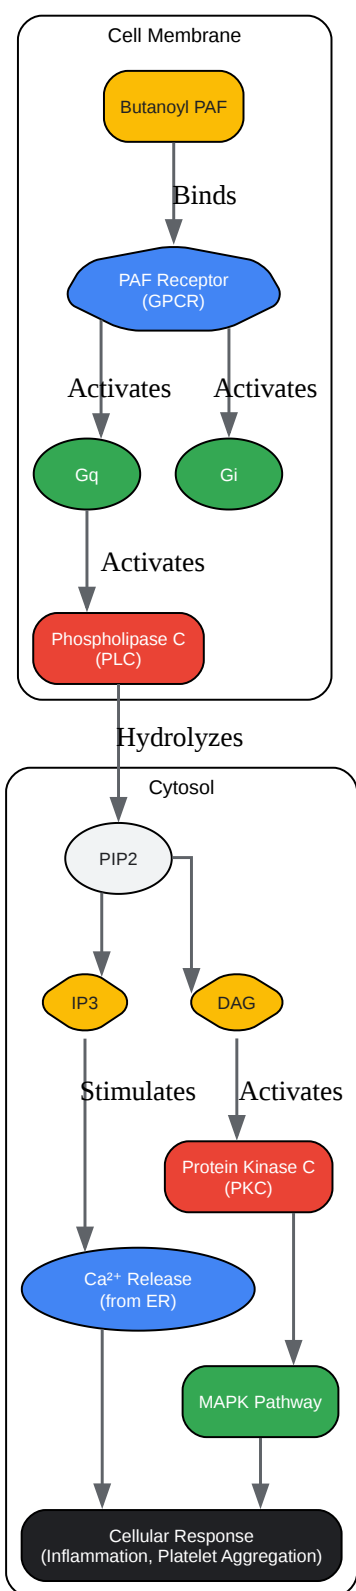 Cell Membrane
Butanoyl PAF
Binds
PAF Receptor
(GPCR)
Activates
Activates
Gq
Gi
Activates
Phospholipase C
(PLC)
Hydrolyzes
Cytosol
PIP2
IP3
DAG
Stimulates
Activates
Protein Kinase C
(PKC)
Ca²⁺ Release
(from ER)
MAPK Pathway
Cellular Response
(Inflammation, Platelet Aggregation)